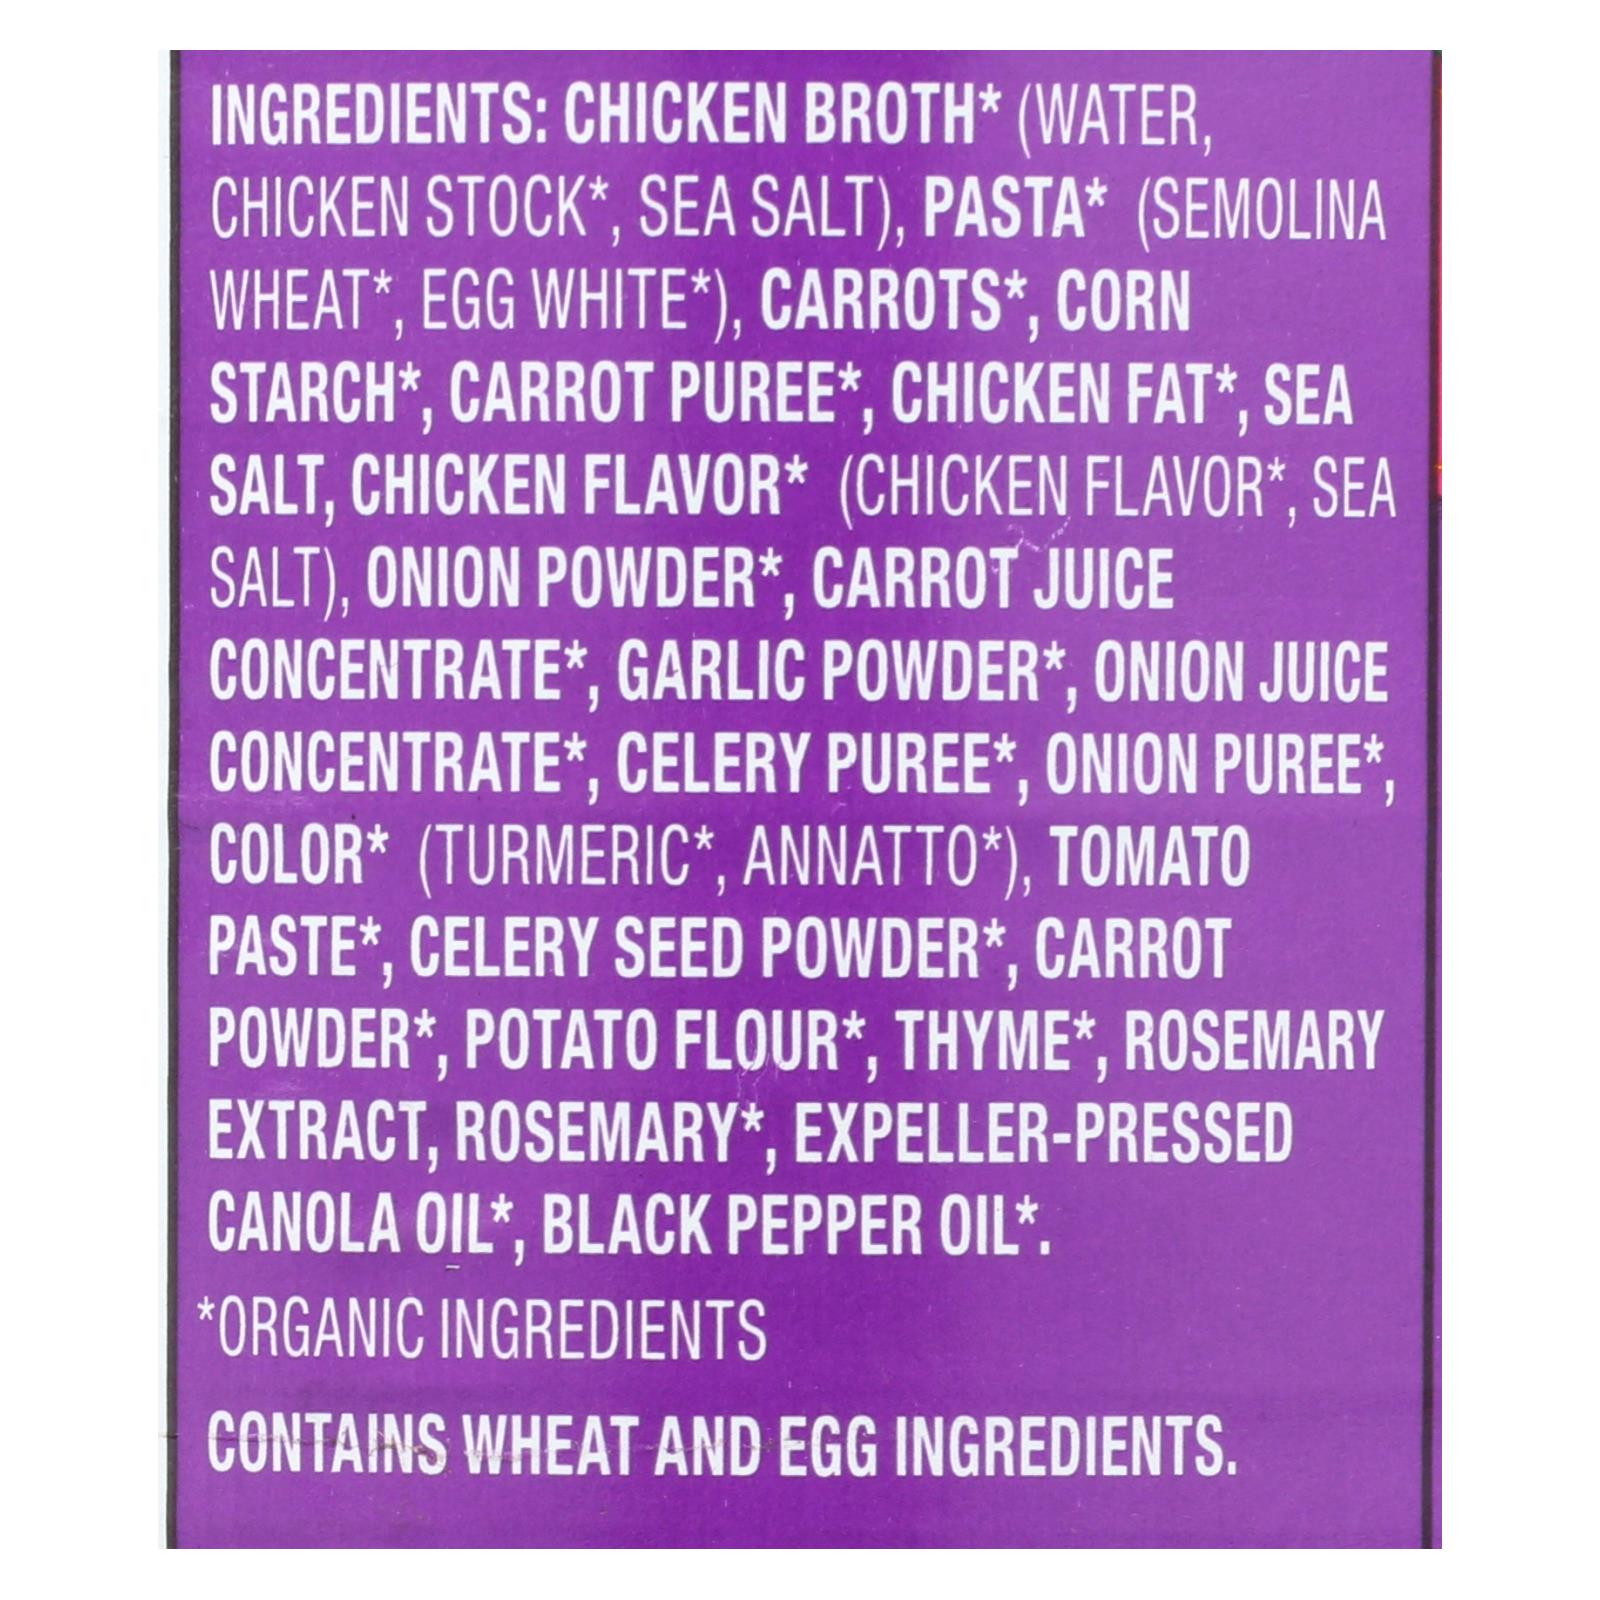 INGREDIENTS: CHICKEN BROTH* (WATER,
CHICKEN STOCK*, SEA SALT), PASTA* (SEMOLINA
WHEAT*, EGG WHITE*), CARROTS*, CORN
STARCH*, CARROT PUREE*, CHICKEN FAT*, SEA
SALT, CHICKEN FLAVOR* (CHICKEN FLAVOR*, SEA
SALT), ONION POWDER*, CARROT JUICE
CONCENTRATE*, GARLIC POWDER*, ONION JUICE
CONCENTRATE*, CELERY PUREE*, ONION PUREE*,
COLOR* (TURMERIC*, ANNATTO*), TOMATO
PASTE*, CELERY SEED POWDER*, CARROT
POWDER*, POTATO FLOUR*, THYME*, ROSEMARY
EXTRACT, ROSEMARY*, EXPELLER-PRESSED
CANOLA OIL*, BLACK PEPPER OIL*.
*ORGANIC INGREDIENTS
CONTAINS WHEAT AND EGG INGREDIENTS.